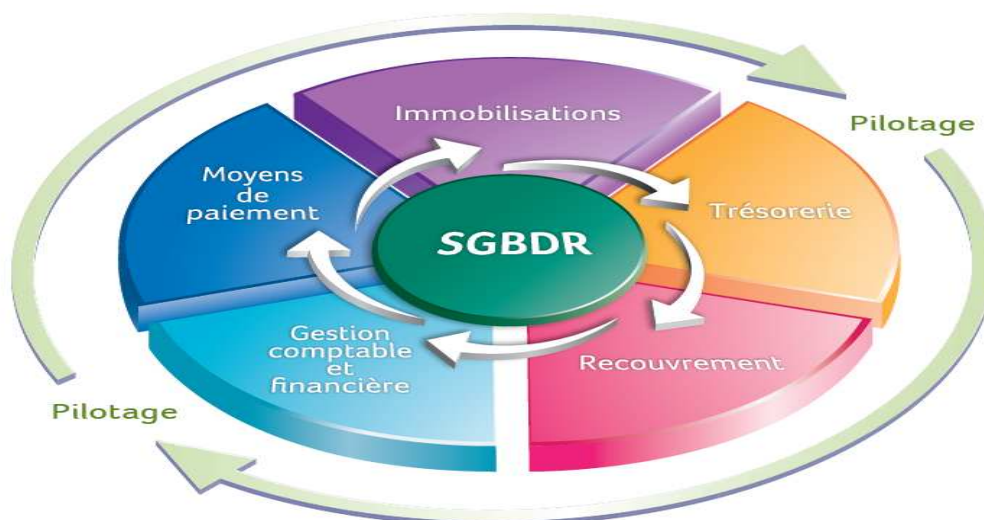 Immobilisations
Pilotage
Moyens
de
paiement
Trésorerie
SGBDR
Gestion
comptable
et
financière
Recouvrement
Pilotage